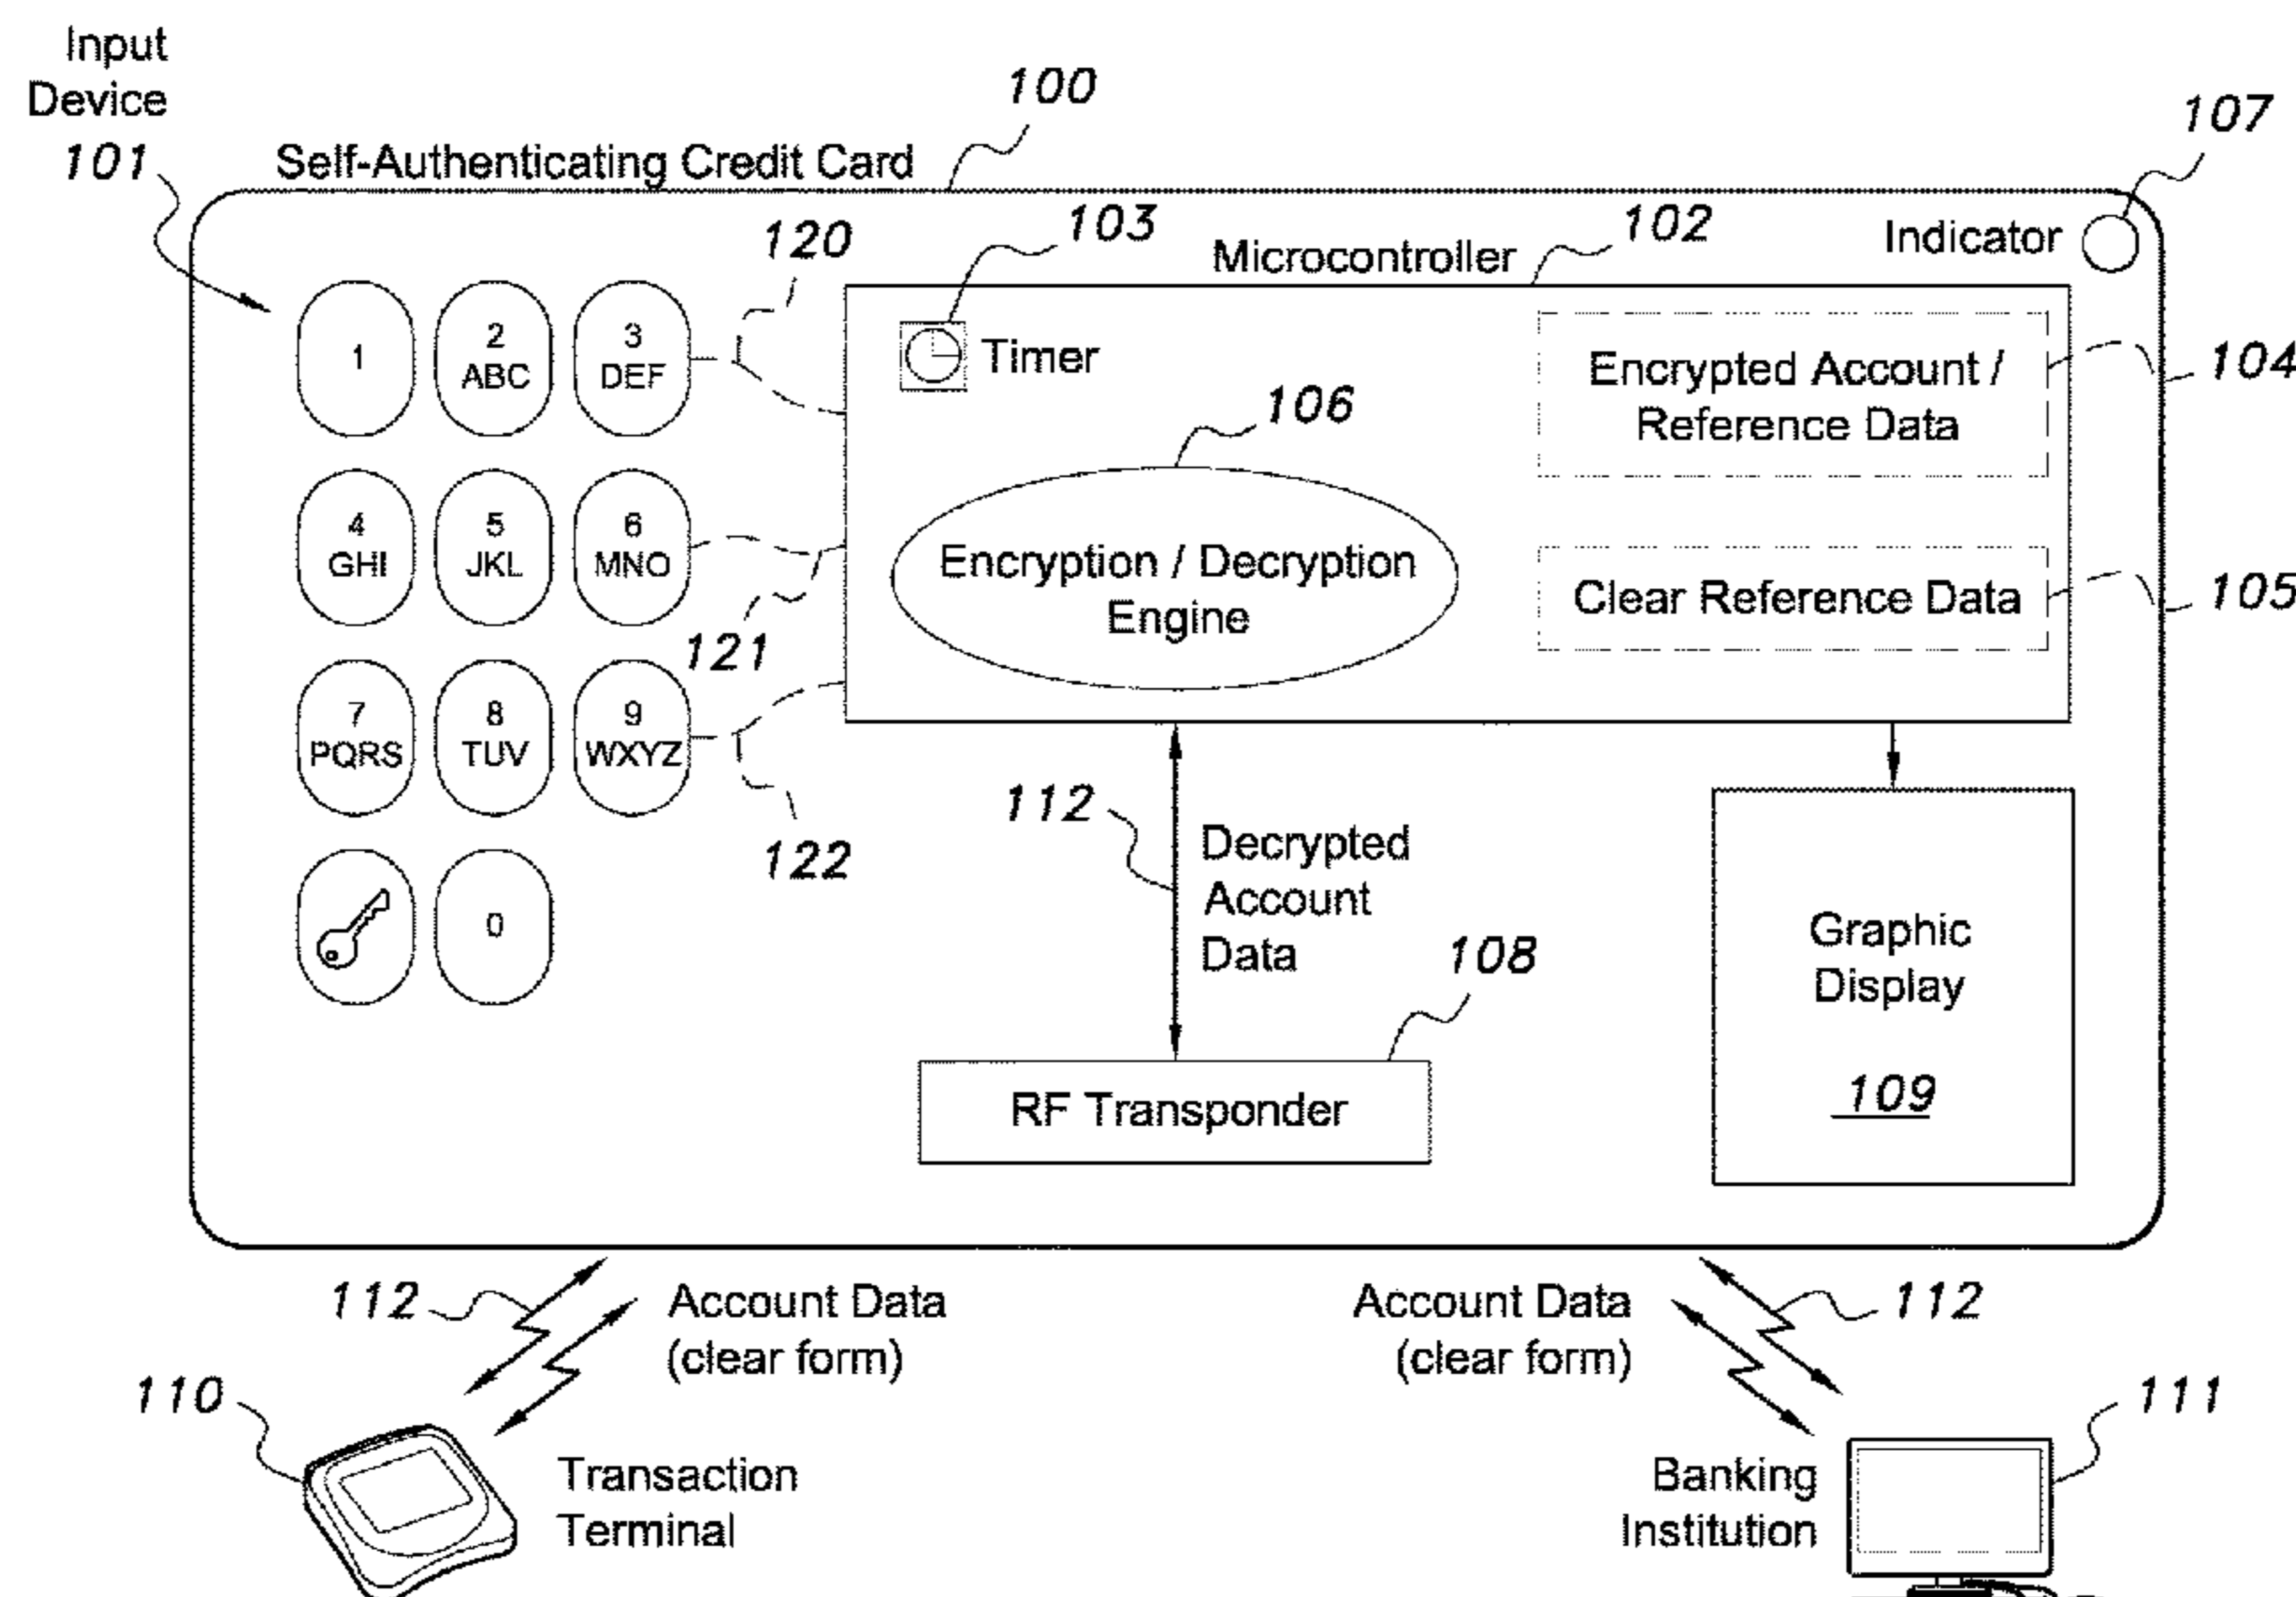 Input
Device
101
Self-Authenticating Credit Card
100
107
Indicator
120
103
Microcontroller
102
1
2
ABC
3
DEF
Timer
Encrypted Account /
Reference Data
104
106
4
GHI
5
JKL
6
MNO
Encryption / Decryption
Engine
Clear Reference Data
105
121
7
PQRS
8
TUV
9
WXYZ
122
112
Decrypted
Account
Data
0
108
RF Transponder
Graphic
Display
109
112
Account Data
(clear form)
Account Data
(clear form)
112
110
Transaction
Terminal
Banking
Institution
111